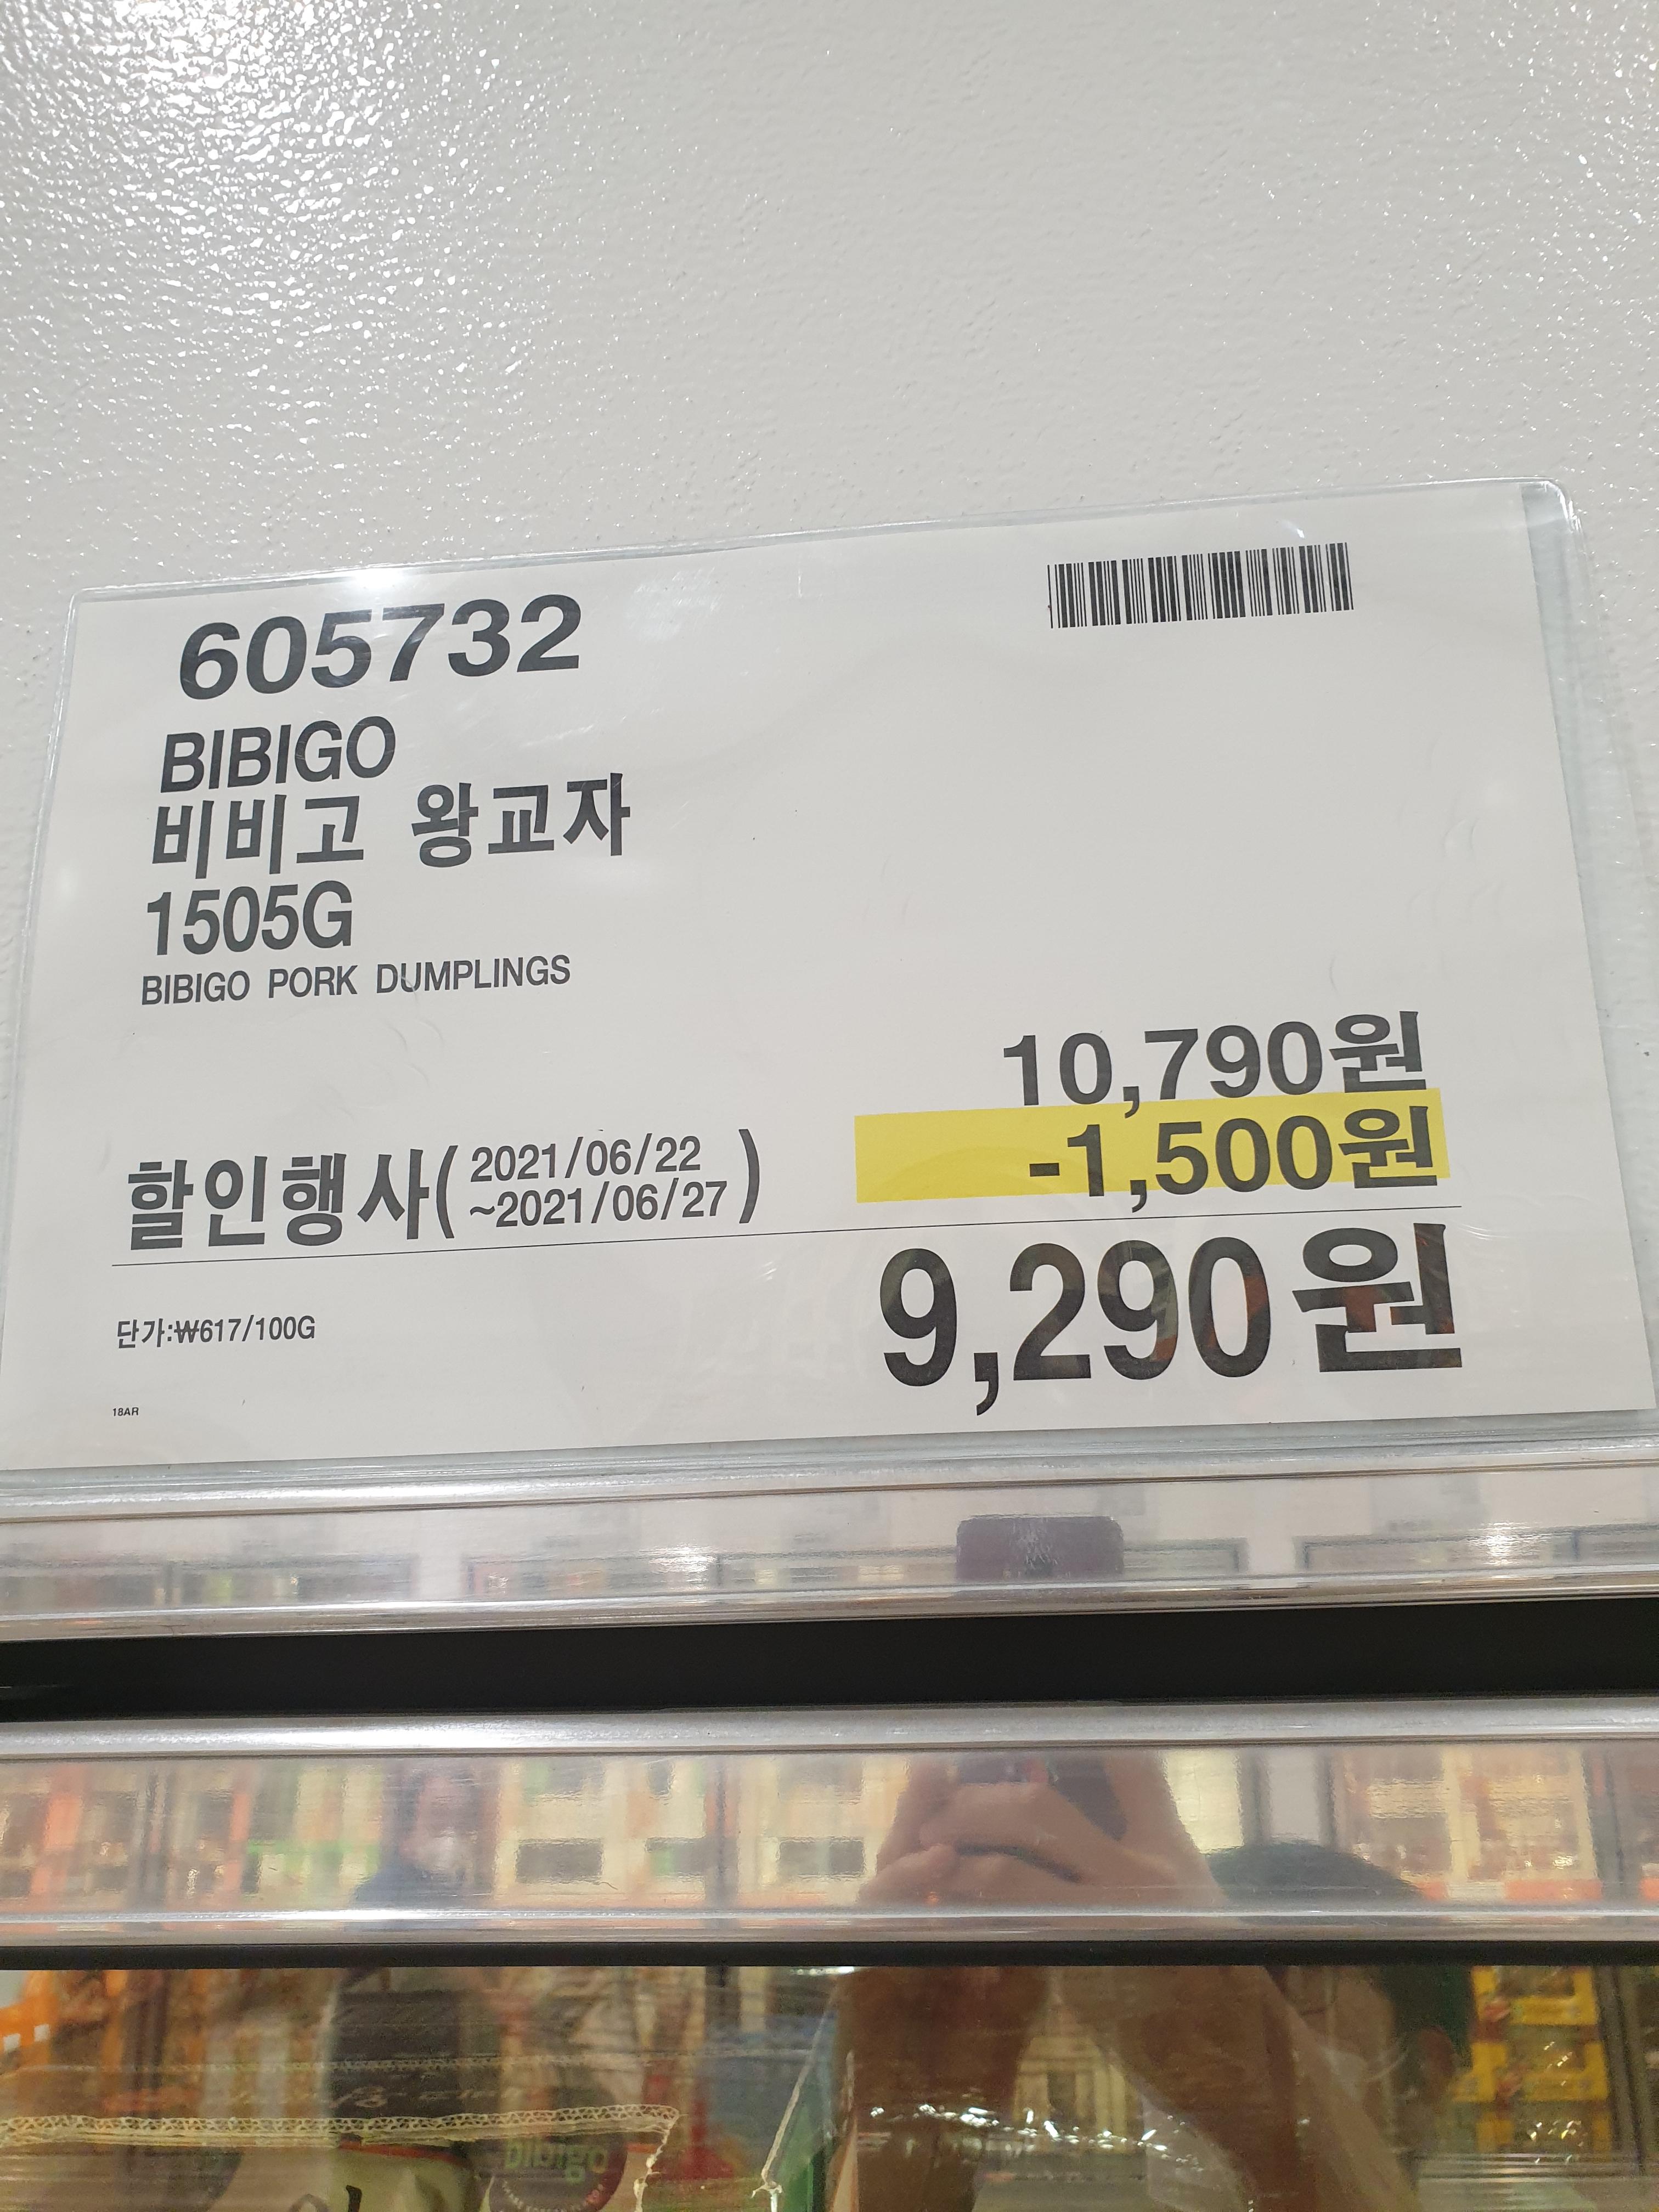 605732
BIBIGO
비비고 왕교자
1505G
BIBIGO PORK DUMPLINGS
10,790원
-1,500원
할인행사( 2021/06/22
~2021/06/27 )
9,290원
단가:₩617/100G
18AR
bibigo